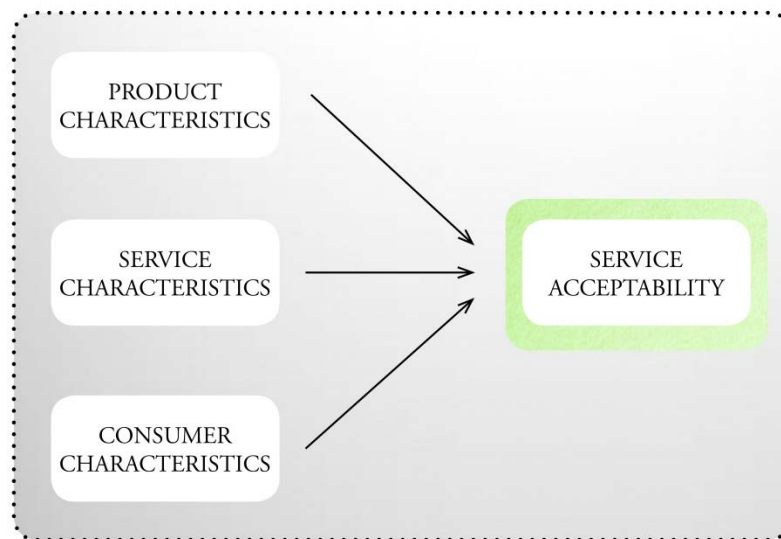 PRODUCT
CHARACTERISTICS
SERVICE
CHARACTERISTICS
SERVICE
ACCEPTABILITY
CONSUMER
CHARACTERISTICS